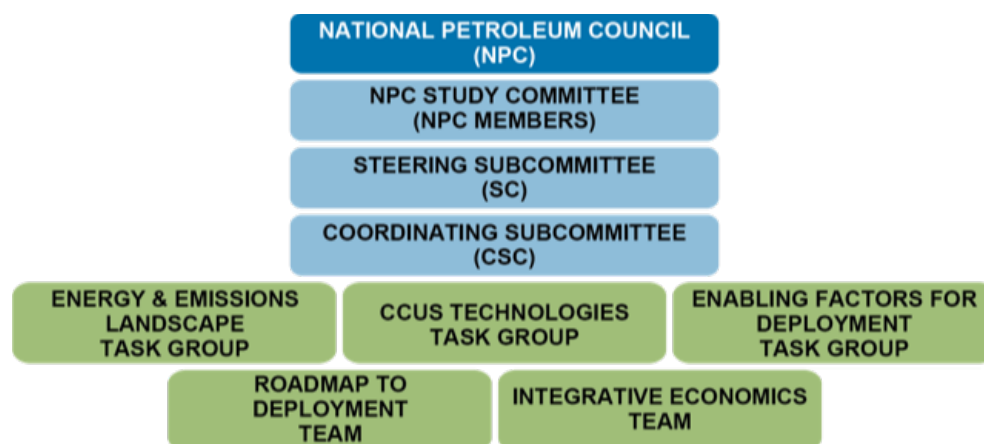 NATIONAL PETROLEUM COUNCIL
(NPC)
NPC STUDY COMMITTEE
(NPC MEMBERS)
STEERING SUBCOMMITTEE
(SC)
COORDINATING SUBCOMMITTEE
(CSC)
ENERGY & EMISSIONS
LANDSCAPE
TASK GROUP
CCUS TECHNOLOGIES
TASK GROUP
ENABLING FACTORS FOR
DEPLOYMENT
TASK GROUP
ROADMAP TO
DEPLOYMENT
TEAM
INTEGRATIVE ECONOMICS
TEAM